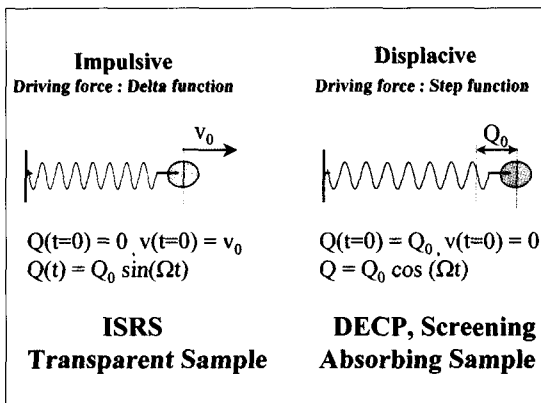 Impulsive
Driving force : Delta function
v₀
Q(t=0) = 0 , v(t=0) = v₀
Q(t) = Q₀ sin(Ωt)
ISRS
Transparent Sample
Displacive
Driving force : Step function
Q₀
Q(t=0) = Q₀ , v(t=0) = 0
Q = Q₀ cos (Ωt)
DECP, Screening
Absorbing Sample